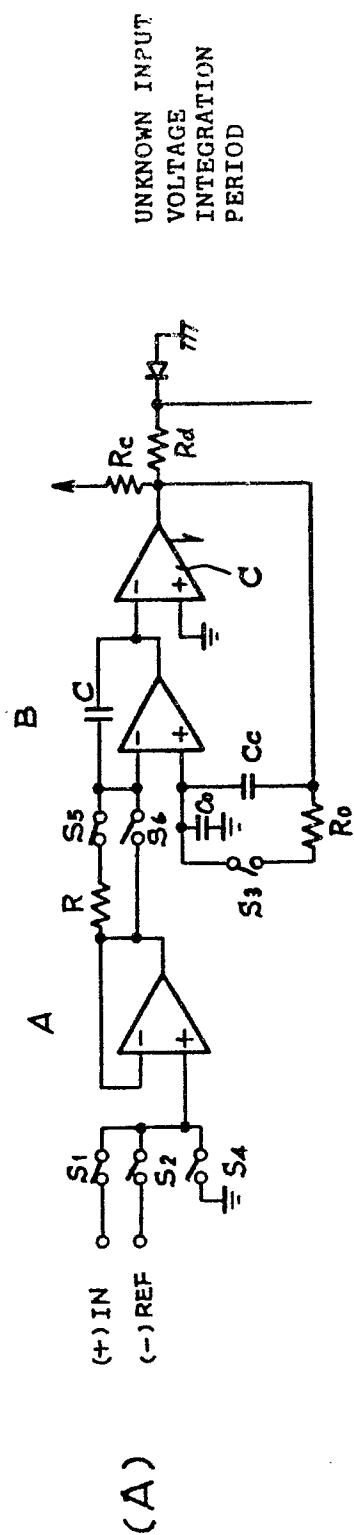 (A)
(+) IN
(-) REF
S1
S2
S4
A
-
+
R
S5
S6
B
C
-
+
Co
Cc
S3
Ro
-
+
C
Rc
Rd
UNKNOWN INPUT
VOLTAGE
INTEGRATION
PERIOD